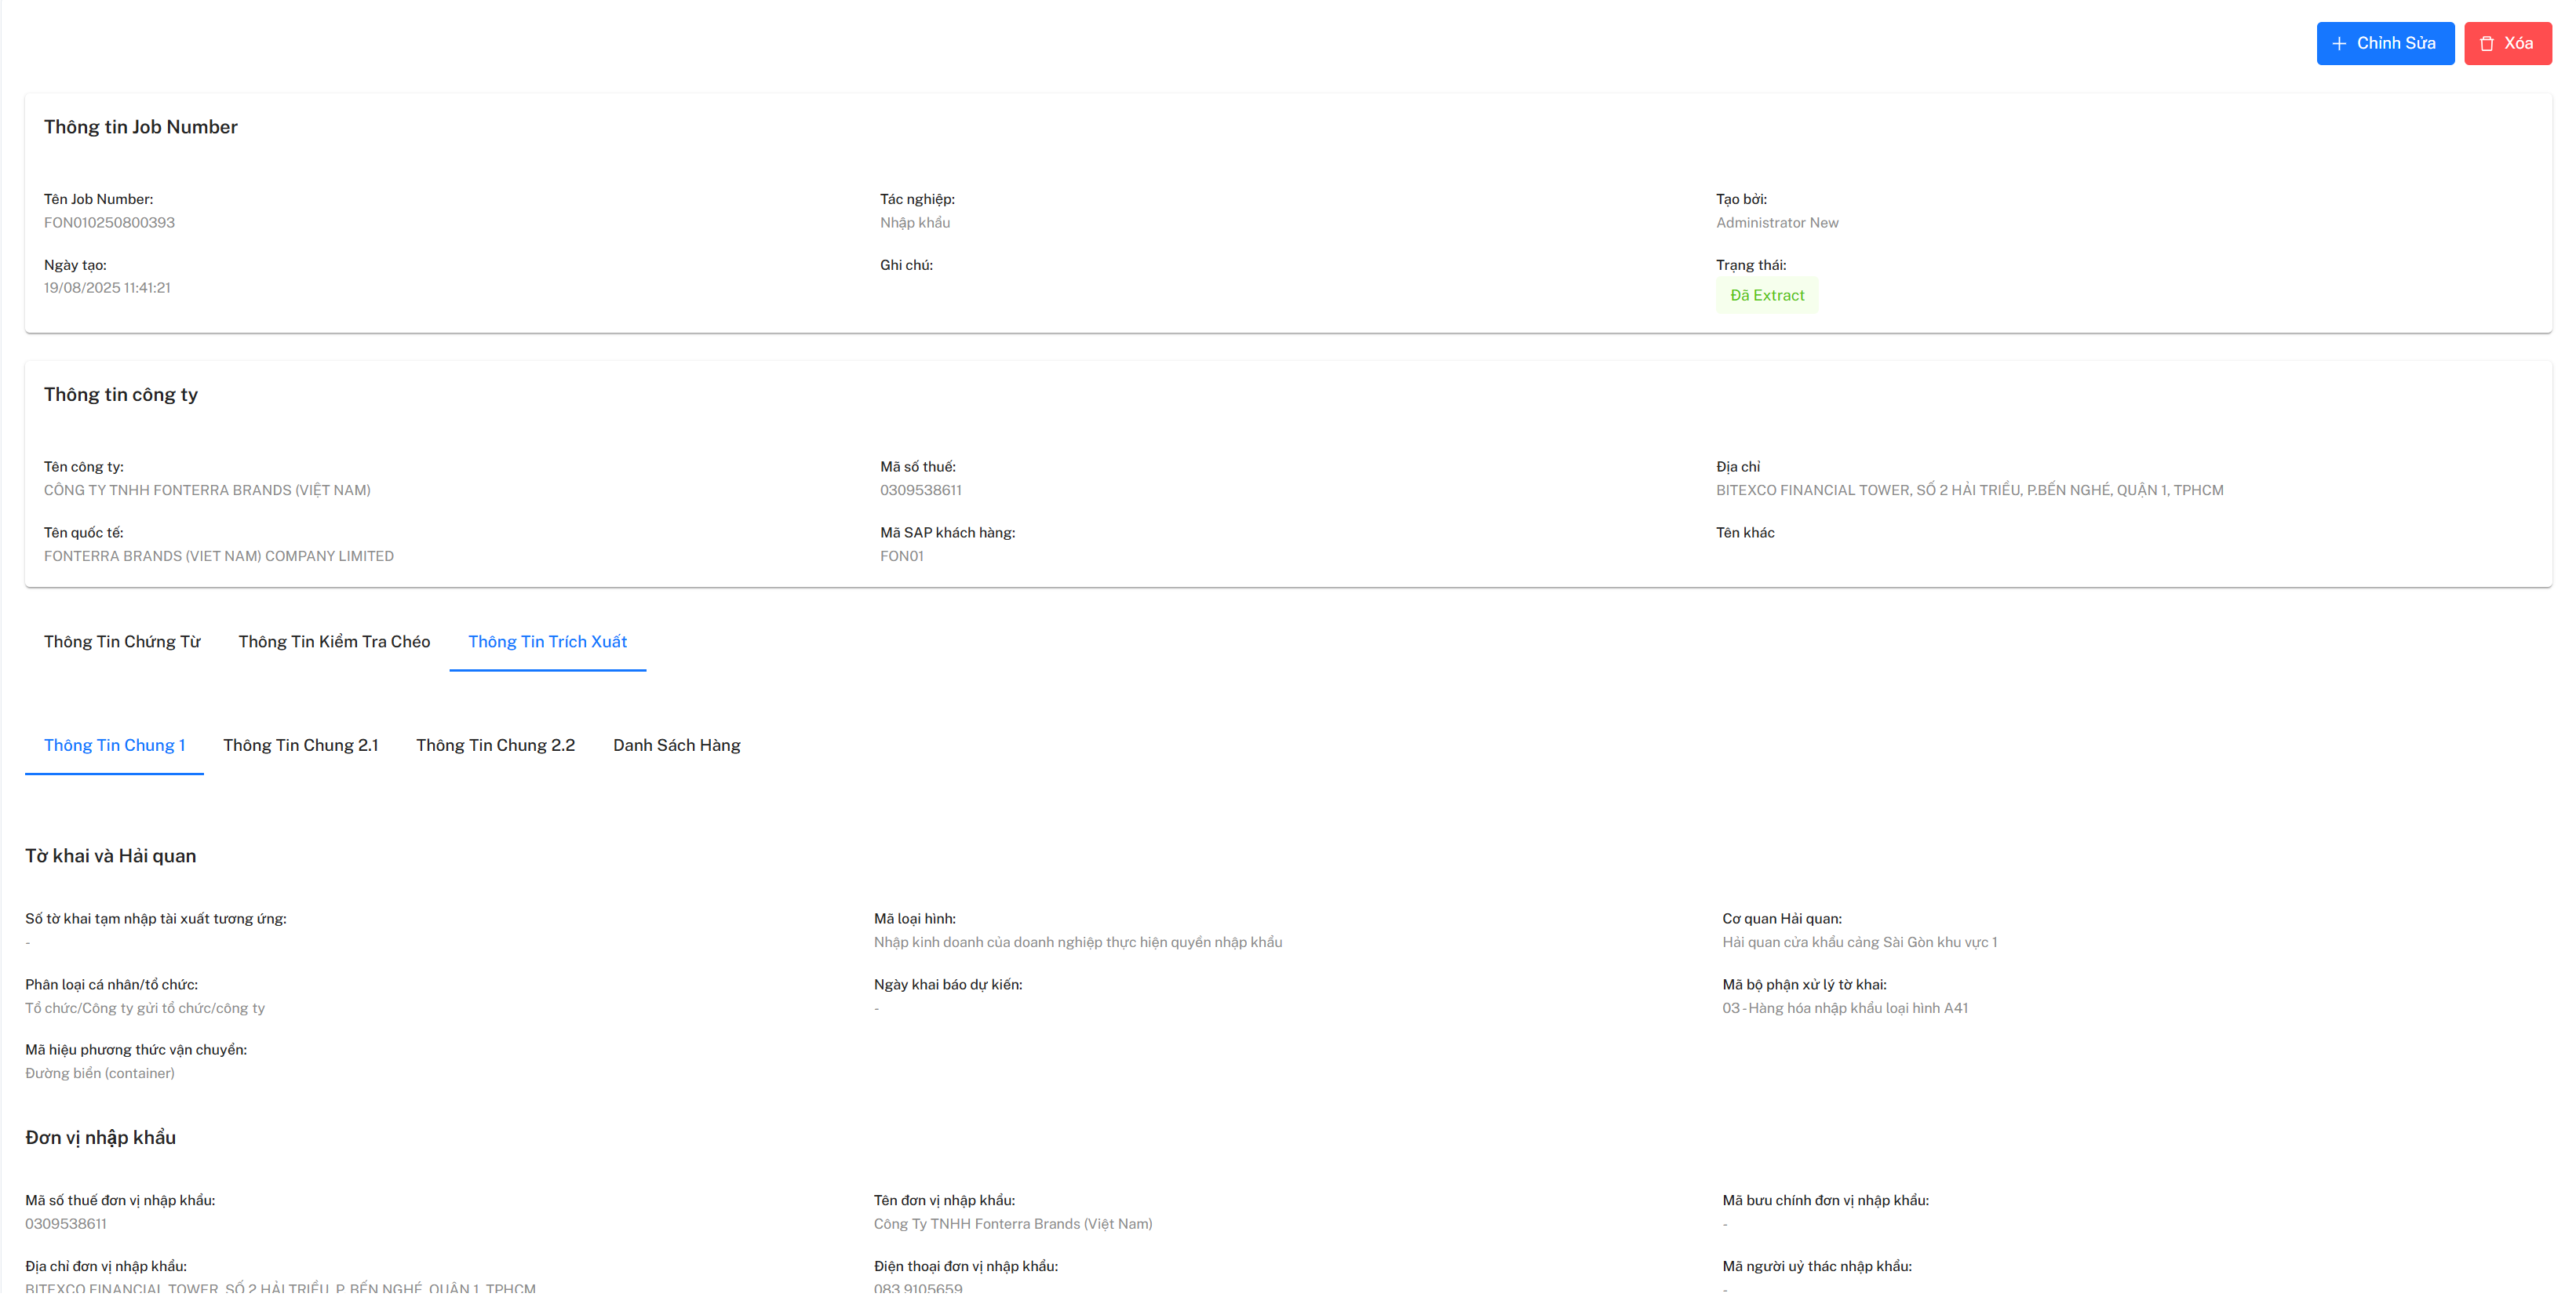 Chỉnh Sửa
Xóa
Thông tin Job Number
Tên Job Number:
Tác nghiệp:
Tạo bởi:
FON010250800393
Nhập khẩu
Administrator New
Ngày tạo:
Ghi chú:
Trạng thái:
19/08/2025 11:41:21
Đã Extract
Thông tin công ty
Tên công ty:
Mã số thuế:
Địa chỉ
CÔNG TY TNHH FONTERRA BRANDS (VIỆT NAM)
0309538611
BITEXCO FINANCIAL TOWER, SỐ 2 HẢI TRIỀU, P.BẾN NGHÉ, QUẬN 1, TPHCM
Tên quốc tế:
Mã SAP khách hàng:
Tên khác
FONTERRA BRANDS (VIET NAM) COMPANY LIMITED
FON01
Thông Tin Chứng Từ
Thông Tin Kiểm Tra Chéo
Thông Tin Trích Xuất
Thông Tin Chung 1
Thông Tin Chung 2.1
Thông Tin Chung 2.2
Danh Sách Hàng
Tờ khai và Hải quan
Số tờ khai tạm nhập tài xuất tương ứng:
Mã loại hình:
Cơ quan Hải quan:
-
Nhập kinh doanh của doanh nghiệp thực hiện quyền nhập khẩu
Hải quan cửa khẩu cảng Sài Gòn khu vực 1
Phân loại cá nhân/tổ chức:
Ngày khai báo dự kiến:
Mã bộ phận xử lý tờ khai:
Tổ chức/Công ty gửi tổ chức/công ty
-
03 - Hàng hóa nhập khẩu loại hình A41
Mã hiệu phương thức vận chuyển:
Đường biển (container)
Đơn vị nhập khẩu
Mã số thuế đơn vị nhập khẩu:
Tên đơn vị nhập khẩu:
Mã bưu chính đơn vị nhập khẩu:
0309538611
Công Ty TNHH Fonterra Brands (Việt Nam)
-
Địa chỉ đơn vị nhập khẩu:
Điện thoại đơn vị nhập khẩu:
Mã người uỷ thác nhập khẩu:
BITEXCO FINANCIAL TOWER, SỐ 2 HẢI TRIỀU, P. BẾN NGHÉ, QUẬN 1, TPHCM
083 9105659
-